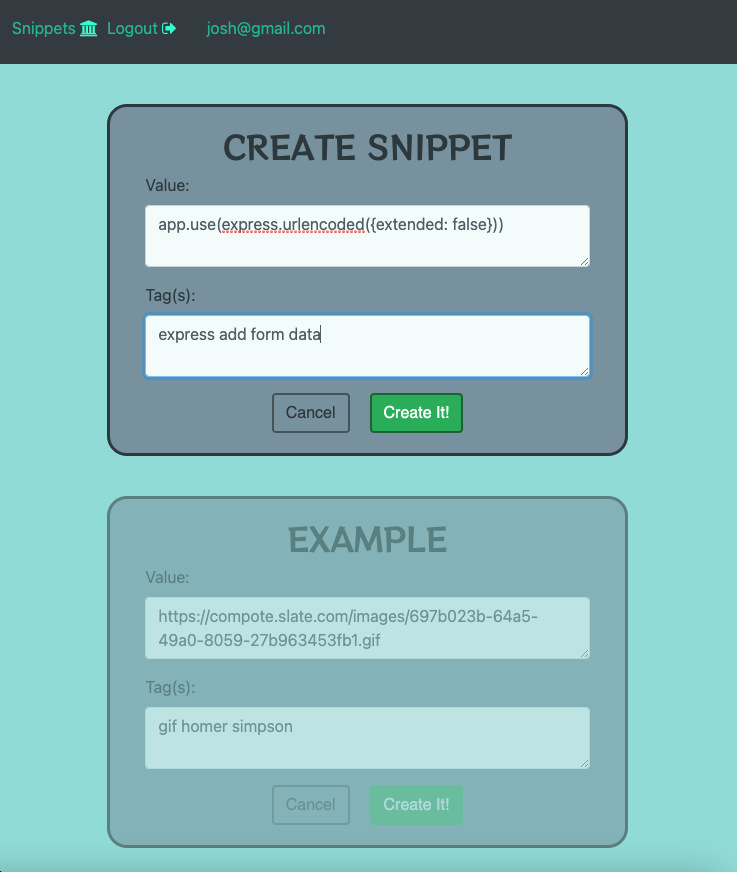 Snippets Logout josh@gmail.com
CREATE SNIPPET
Value:
app.use(express.urlencoded({extended: false}))
Tag(s):
express add form data
Cancel Create It!
EXAMPLE
Value:
https://compote.slate.com/images/697b023b-64a5-
49a0-8059-27b963453fb1.gif
Tag(s):
gif homer simpson
Cancel Create It!